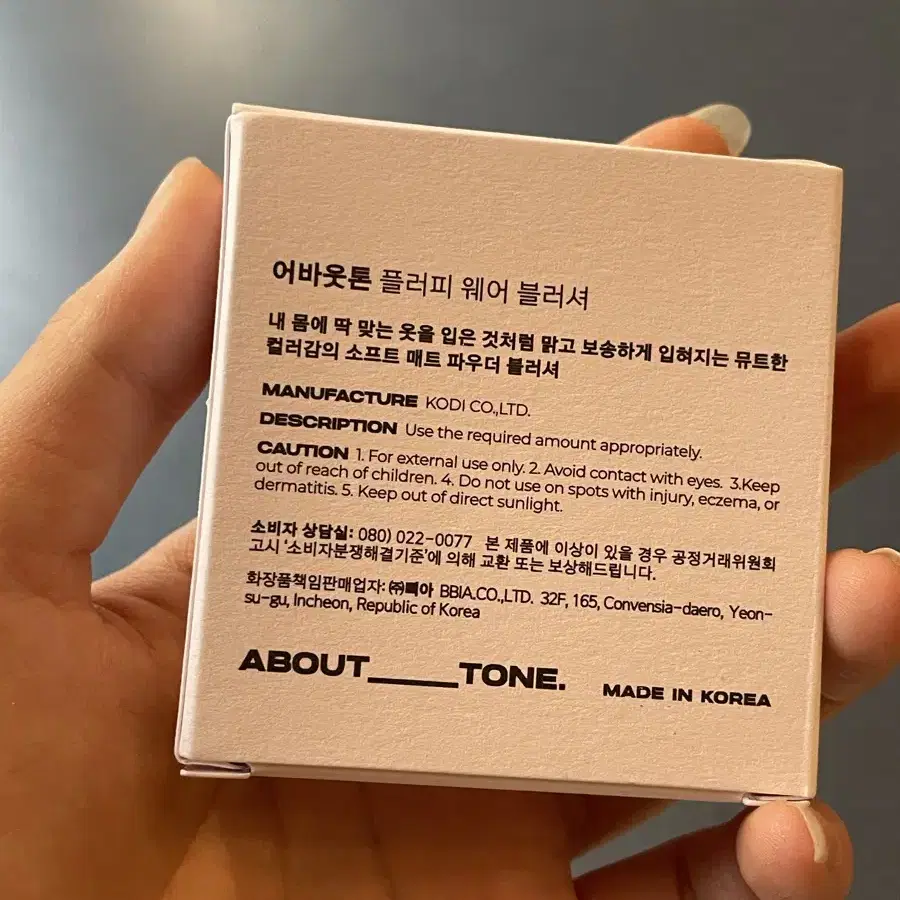 어바웃톤 플러피 웨어 블러셔
내 몸에 딱 맞는 옷을 입은 것처럼 맑고 보송하게 입혀지는 뮤트한
컬러감의 소프트 매트 파우더 블러셔
MANUFACTURE KODI CO.,LTD.
DESCRIPTION Use the required amount appropriately.
CAUTION 1. For external use only. 2. Avoid contact with eyes. 3.Keep
out of reach of children. 4. Do not use on spots with injury, eczema, or
dermatitis. 5. Keep out of direct sunlight.
소비자 상담실: 080) 022-0077 본 제품에 이상이 있을 경우 공정거래위원회
고시 '소비자분쟁해결기준'에 의해 교환 또는 보상해드립니다.
화장품책임판매업자: ㈜삐아 BBIA.CO.,LTD. 32F, 165, Convensia-daero, Yeon-
su-gu, Incheon, Republic of Korea
ABOUT____TONE.
MADE IN KOREA